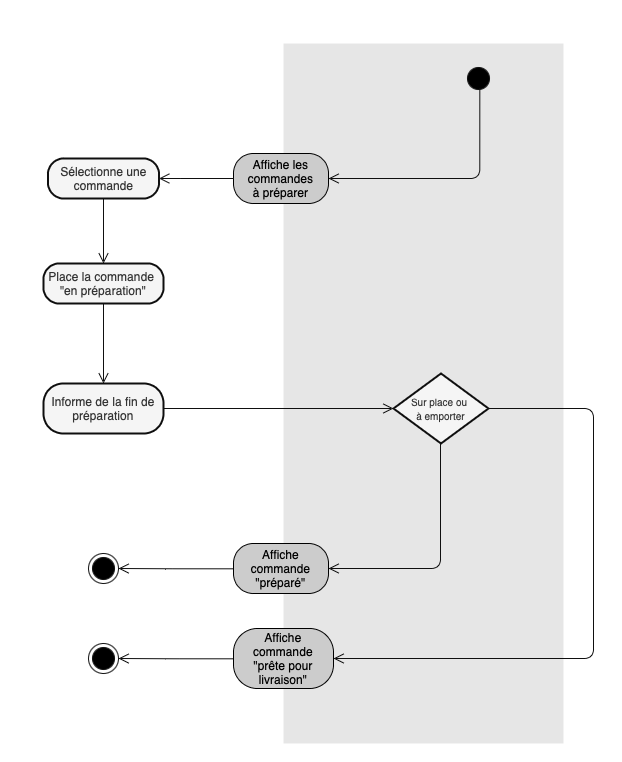 Affiche les
commandes
à préparer
Sélectionne une
commande
Place la commande
"en préparation"
Informe de la fin de
préparation
Sur place ou
à emporter
Affiche
commande
"préparé"
Affiche
commande
"prête pour
livraison"